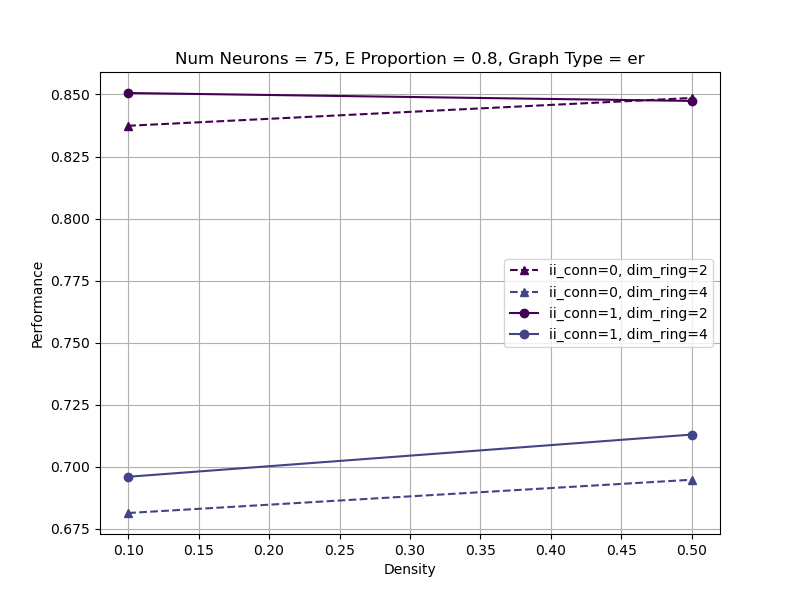 Num Neurons = 75, E Proportion = 0.8, Graph Type = er
0.850
0.825
0.800
0.775
0.750
0.725
0.700
0.675
Performance
ii_conn=0, dim_ring=2
ii_conn=0, dim_ring=4
ii_conn=1, dim_ring=2
ii_conn=1, dim_ring=4
0.10 0.15 0.20 0.25 0.30 0.35 0.40 0.45 0.50
Density